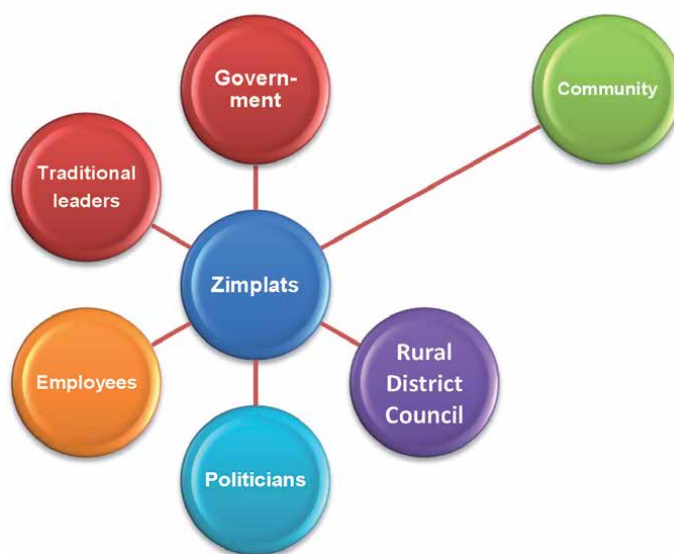 Govern-
ment
Community
Traditional
leaders
Zimplats
Employees
Rural
District
Council
Politicians